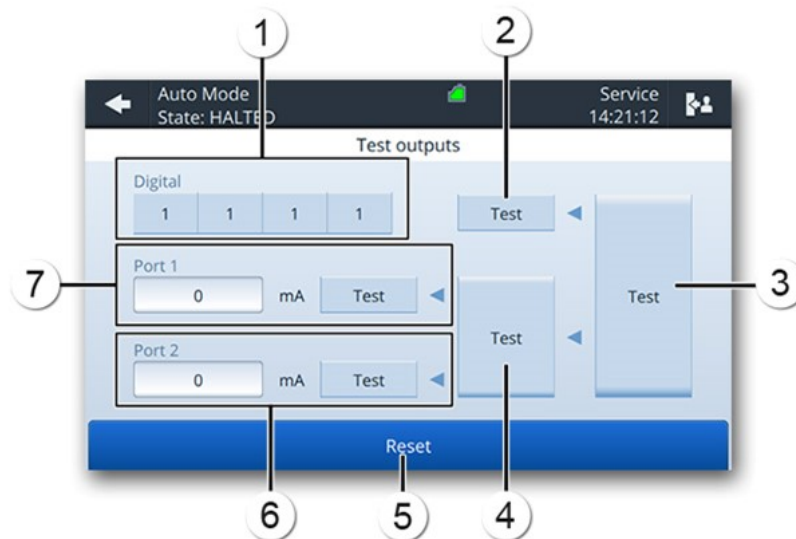 1
2
Auto Mode
State: HALTED
Service
14:21:12
Test outputs
Digital
1 1 1 1
Test
Port 1
0 mA Test
7
Test
3
Test
Port 2
0 mA Test
Reset
6
5
4